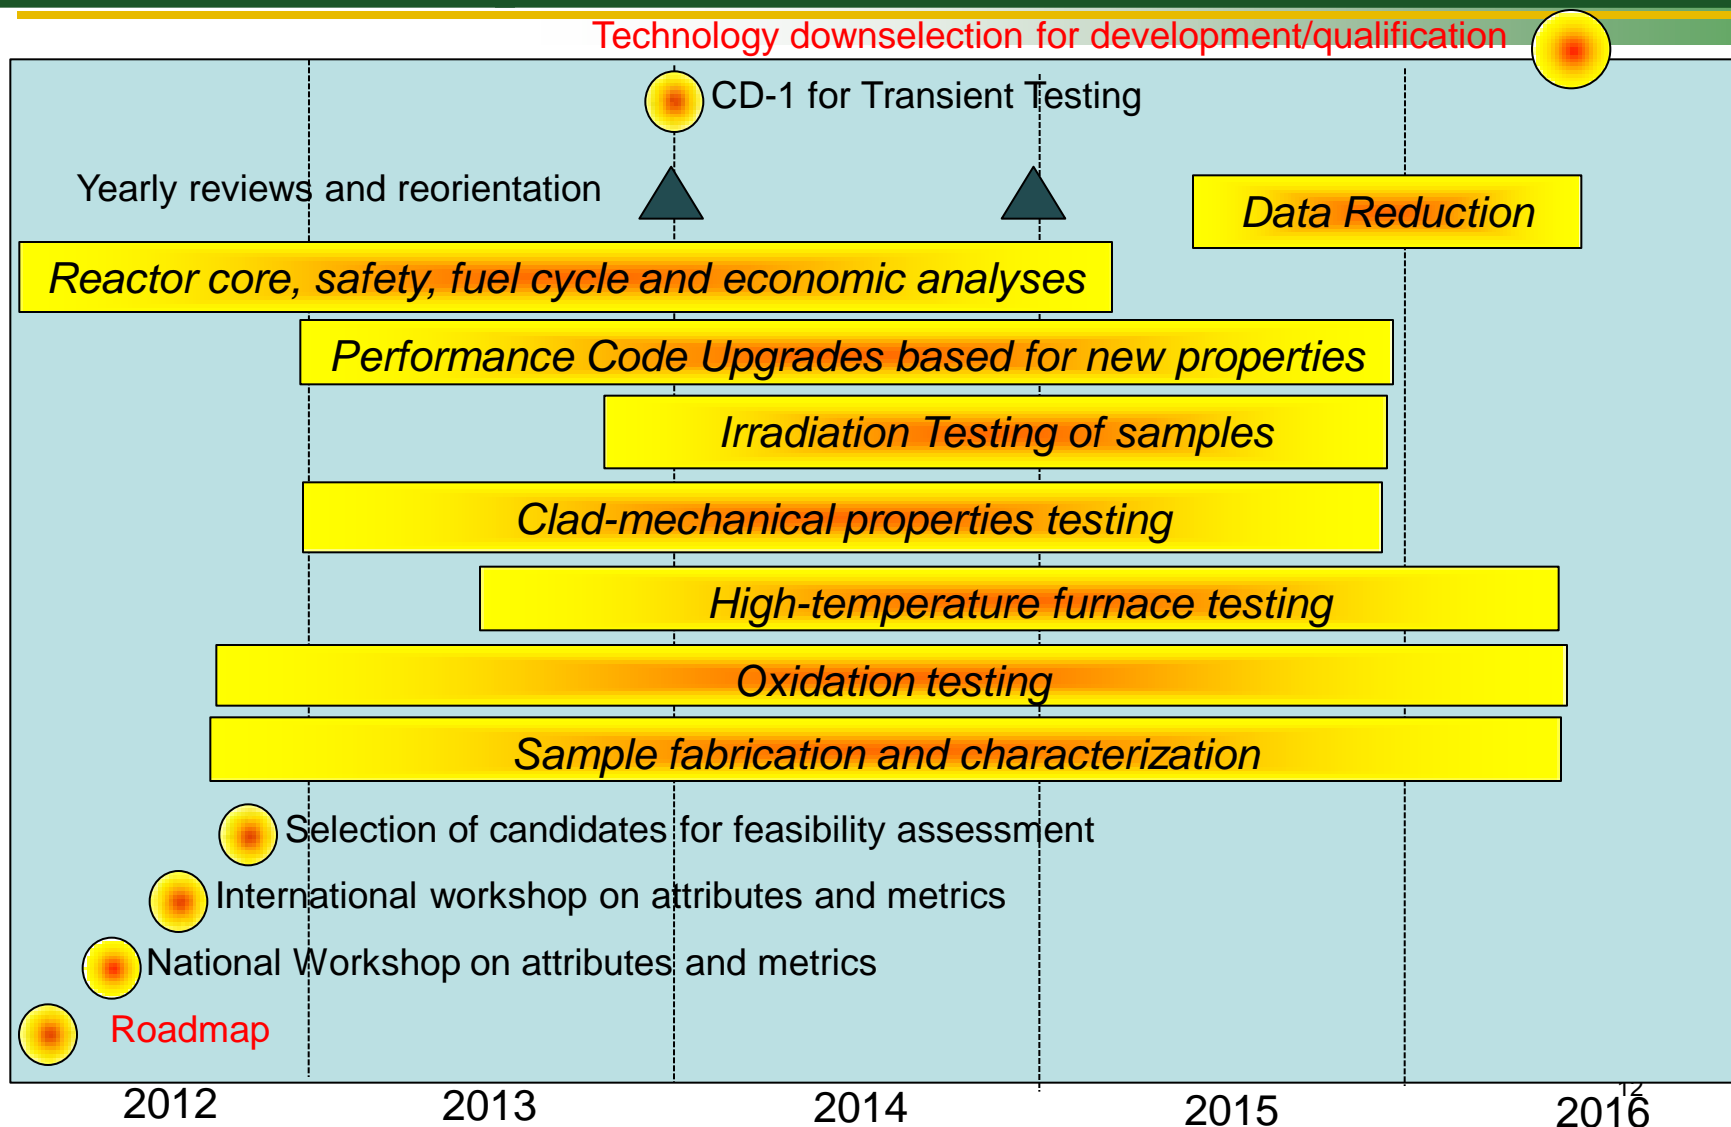 Technology downselection for development/qualification
CD-1 for Transient Testing
Yearly reviews and reorientation
Data Reduction
Reactor core, safety, fuel cycle and economic analyses
Performance Code Upgrades based for new properties
Irradiation Testing of samples
Clad-mechanical properties testing
High-temperature furnace testing
Oxidation testing
Sample fabrication and characterization
Selection of candidates for feasibility assessment
International workshop on attributes and metrics
National Workshop on attributes and metrics
Roadmap
12
2012 2013 2014 2015 2016